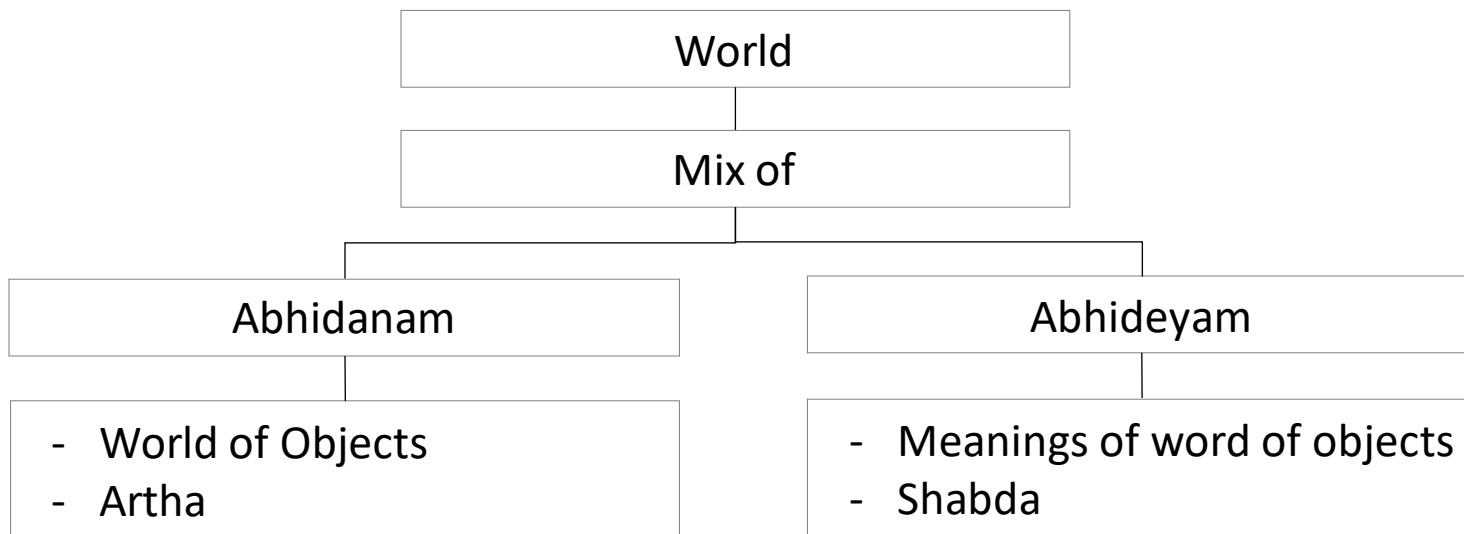 World
Mix of
Abhidanam
Abhideyam
- World of Objects
- Artha
- Meanings of word of objects
- Shabda